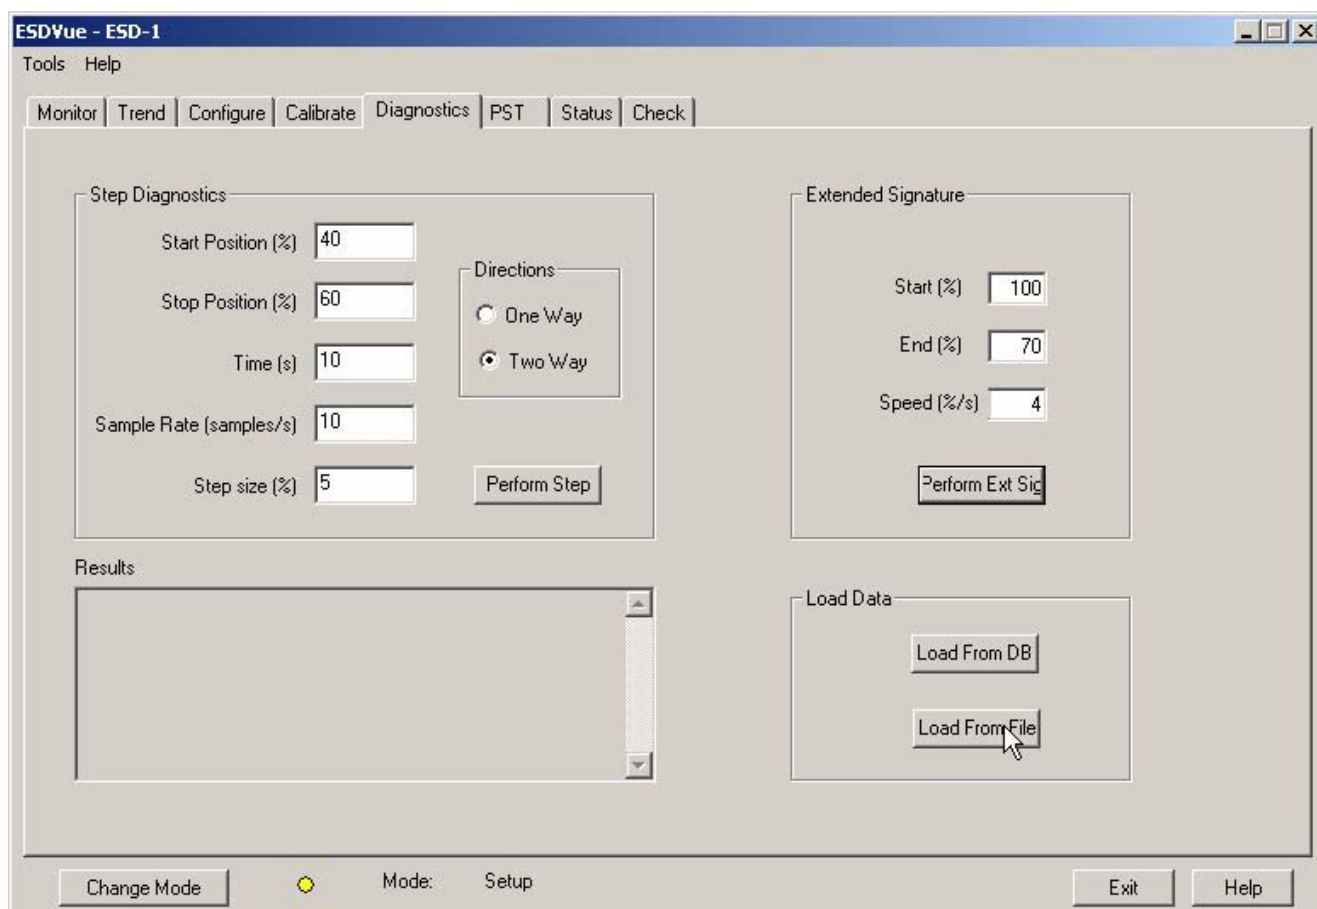 ESDVue - ESD-1
Tools Help
Monitor Trend Configure Calibrate Diagnostics PST Status Check
Step Diagnostics
Start Position (%) 40
Stop Position (%) 60
Time (s) 10
Sample Rate (samples/s) 10
Step size (%) 5
Directions
One Way
Two Way
Perform Step
Extended Signature
Start (%) 100
End (%) 70
Speed (%/s) 4
Perform Ext Sig
Results
Load Data
Load From DB
Load From File
Change Mode
Mode: Setup
Exit
Help